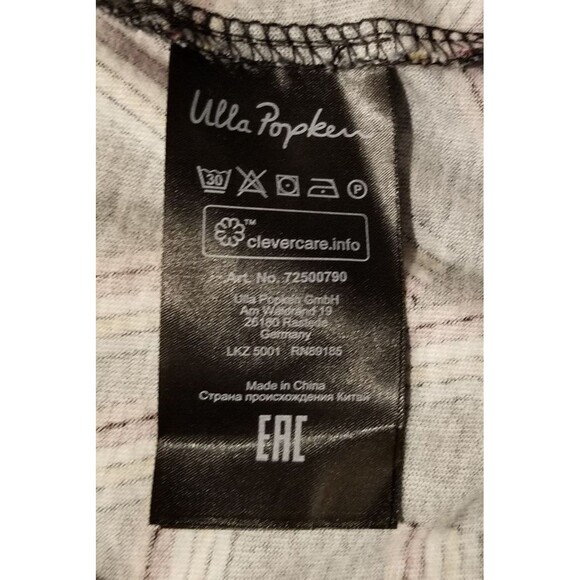 Ulla Popken
30 P
clevercare.info™
Art. No. 72500790
Ulla Popken GmbH
Am Waldrand 19
26180 Rastede
Germany
LKZ 5001 RN89185
Made in China
Страна происхождения Китай
EAC